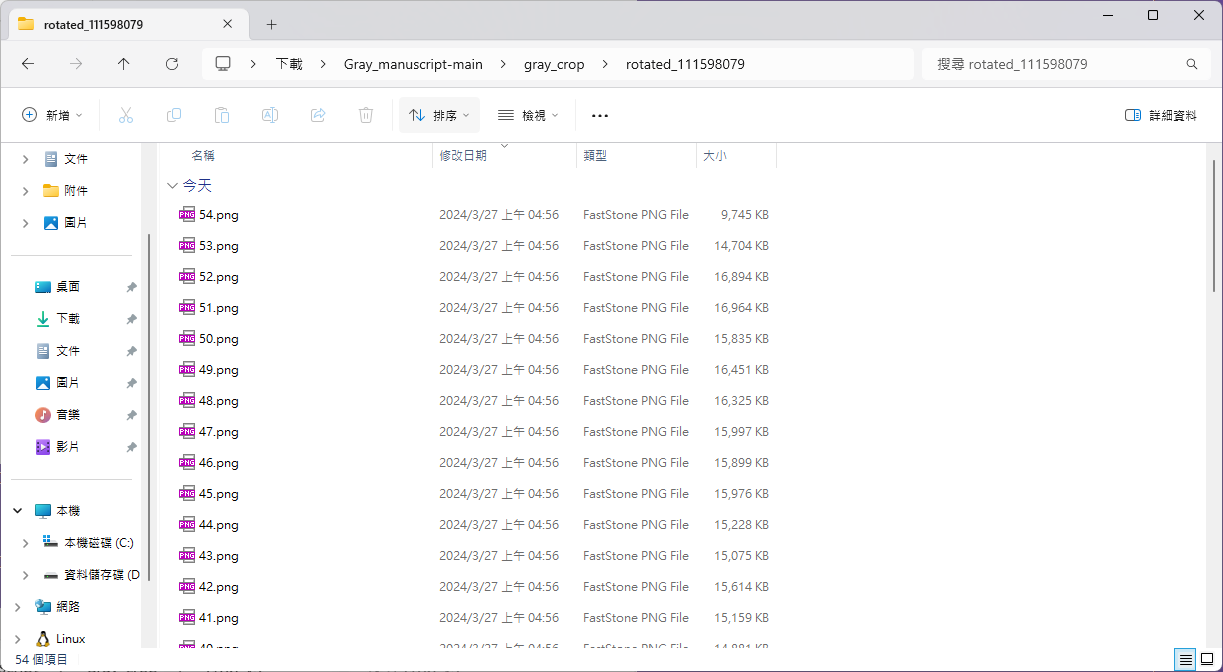 rotated_111598079
下載 Gray_manuscript-main gray_crop rotated_111598079 搜尋 rotated_111598079
新增 排序 檢視 ... 詳細資料
文件
附件
圖片
桌面
下載
文件
圖片
音樂
影片
本機
本機磁碟 (C:)
資料儲存碟 (D
網路
Linux
名稱 修改日期 類型 大小
今天
PNG 54.png 2024/3/27 上午 04:56 FastStone PNG File 9,745 KB
PNG 53.png 2024/3/27 上午 04:56 FastStone PNG File 14,704 KB
PNG 52.png 2024/3/27 上午 04:56 FastStone PNG File 16,894 KB
PNG 51.png 2024/3/27 上午 04:56 FastStone PNG File 16,964 KB
PNG 50.png 2024/3/27 上午 04:56 FastStone PNG File 15,835 KB
PNG 49.png 2024/3/27 上午 04:56 FastStone PNG File 16,451 KB
PNG 48.png 2024/3/27 上午 04:56 FastStone PNG File 16,325 KB
PNG 47.png 2024/3/27 上午 04:56 FastStone PNG File 15,997 KB
PNG 46.png 2024/3/27 上午 04:56 FastStone PNG File 15,899 KB
PNG 45.png 2024/3/27 上午 04:56 FastStone PNG File 15,976 KB
PNG 44.png 2024/3/27 上午 04:56 FastStone PNG File 15,228 KB
PNG 43.png 2024/3/27 上午 04:56 FastStone PNG File 15,075 KB
PNG 42.png 2024/3/27 上午 04:56 FastStone PNG File 15,614 KB
PNG 41.png 2024/3/27 上午 04:56 FastStone PNG File 15,159 KB
54 個項目